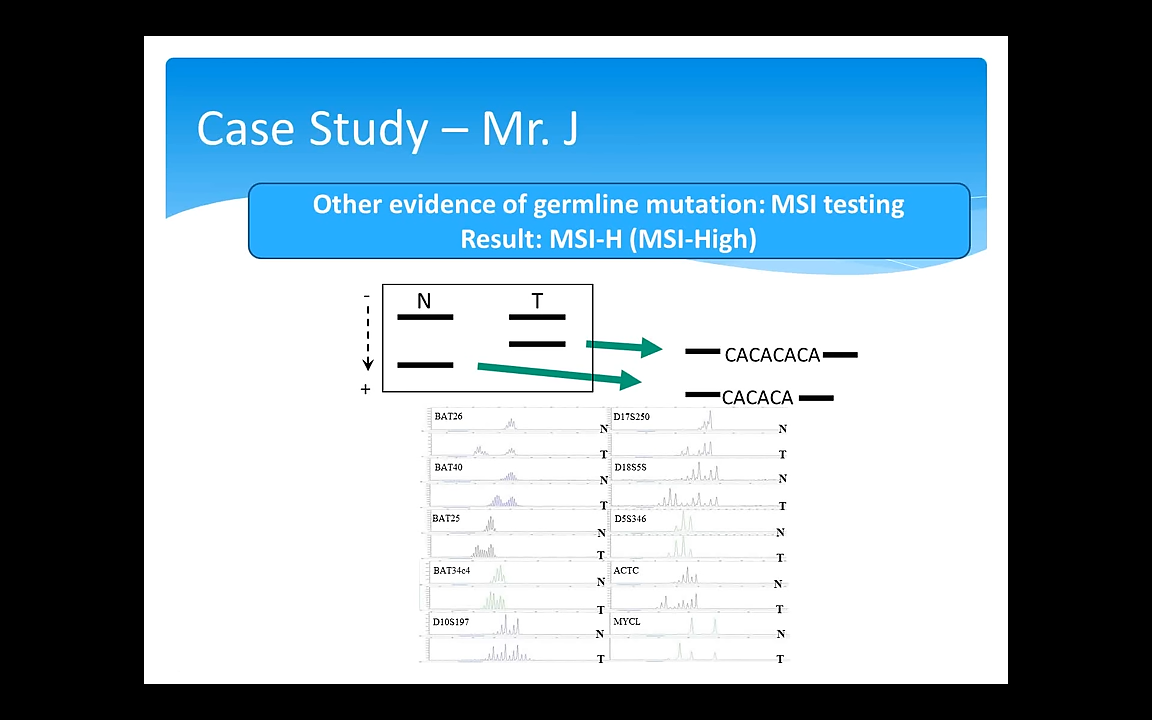 Case Study – Mr. J
Other evidence of germline mutation: MSI testing
Result: MSI-H (MSI-High)
-
N T
CACACACA
CACACA
+
BAT26 N D17S250 N
T T
BAT40 N D18S5S N
T T
BAT25 N D5S346 N
T T
BAT34c4 N ACTC N
T T
D10S197 N MYCL N
T T